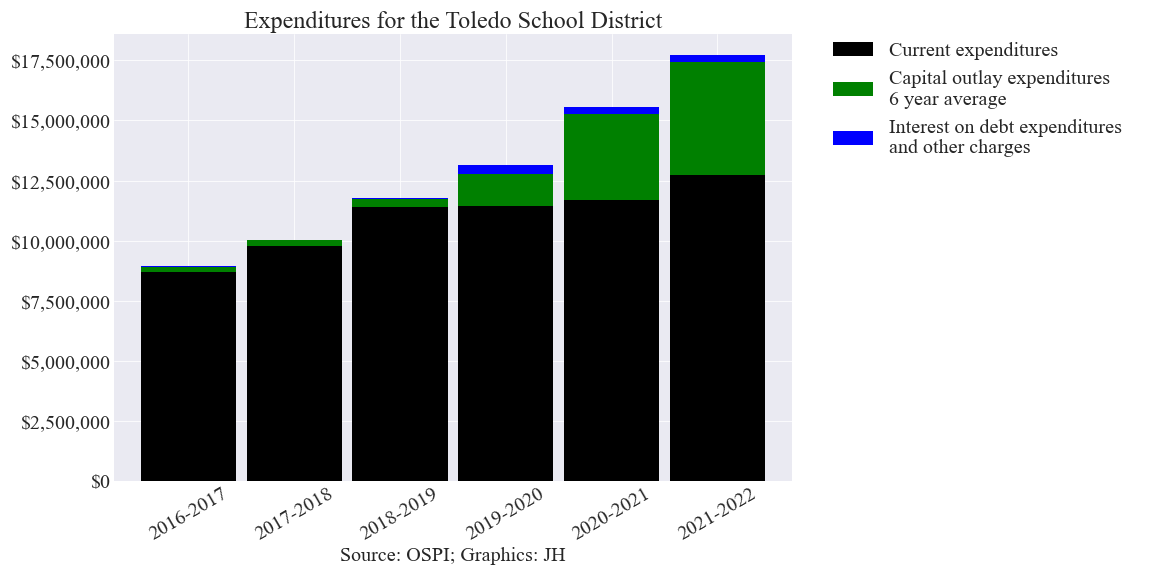 Expenditures for the Toledo School District
$17,500,000
$15,000,000
$12,500,000
$10,000,000
$7,500,000
$5,000,000
$2,500,000
$0
2016-2017
2017-2018
2018-2019
2019-2020
2020-2021
2021-2022
Source: OSPI; Graphics: JH
Current expenditures
Capital outlay expenditures
6 year average
Interest on debt expenditures
and other charges